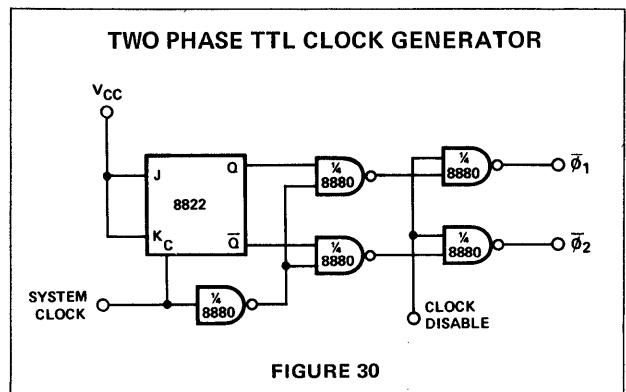 TWO PHASE TTL CLOCK GENERATOR
VCC
J Q
8822
K C Q̅
¼
8880
¼
8880
¼
8880
¼
8880
¼
8880
ϕ̅1
ϕ̅2
SYSTEM
CLOCK
CLOCK
DISABLE
FIGURE 30